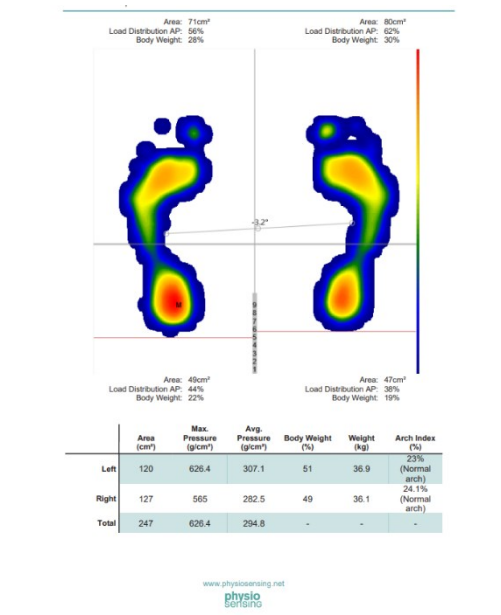 Area: 71cm² Area: 80cm²
Load Distribution AP: 56% Load Distribution AP: 62%
Body Weight: 28% Body Weight: 30%
-3.2°
M
9
8
7
6
5
4
3
2
1
Area: 49cm² Area: 47cm²
Load Distribution AP: 44% Load Distribution AP: 38%
Body Weight: 22% Body Weight: 19%
Area (cm²) Max. Pressure (g/cm²) Avg. Pressure (g/cm²) Body Weight (%) Weight (kg) Arch Index (%)
Left 120 626.4 307.1 51 36.9 23% (Normal arch)
Right 127 565 282.5 49 36.1 24.1% (Normal arch)
Total 247 626.4 294.8 - - -
www.physiosensing.net
physio
sensing